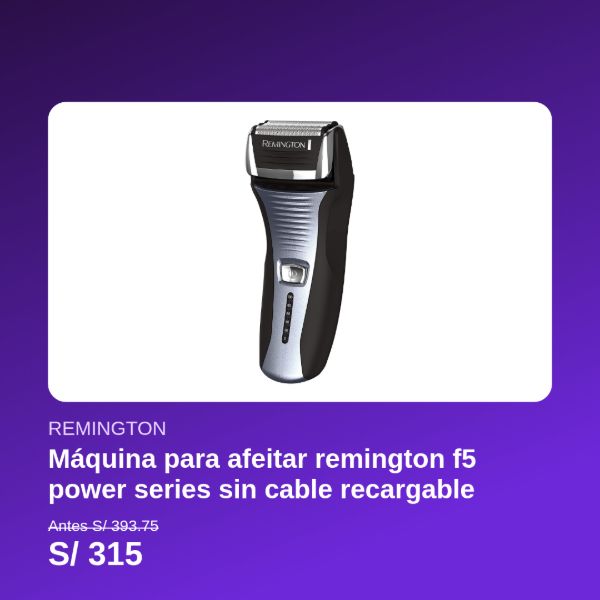 REMINGTON
REMINGTON
Máquina para afeitar remington f5
power series sin cable recargable
Antes S/ 393.75
S/ 315